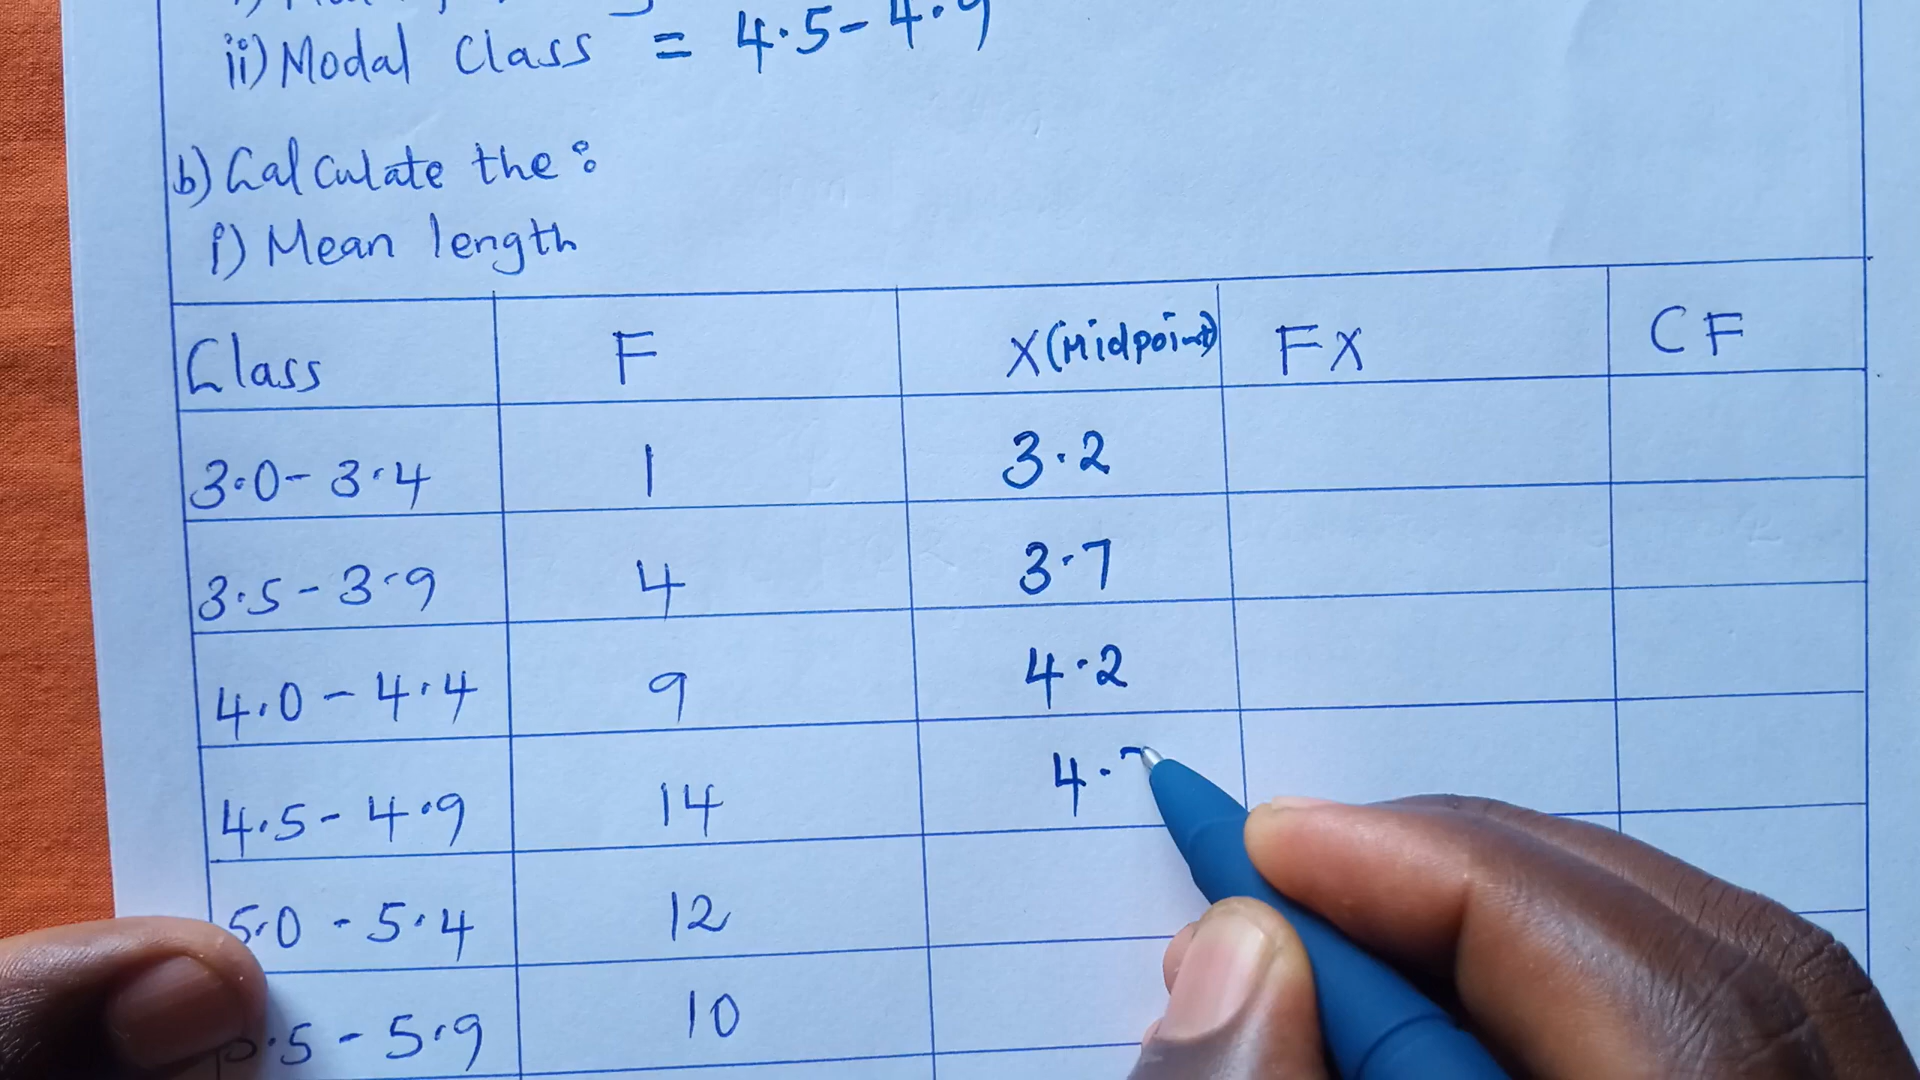 ii) Modal Class = 4.5 - 4.9
b) Calculate the :
i) Mean length
Class F X (Midpoint) FX CF
3.0 - 3.4 1 3.2
3.5 - 3.9 4 3.7
4.0 - 4.4 9 4.2
4.5 - 4.9 14 4.
5.0 - 5.4 12
.5 - 5.9 10